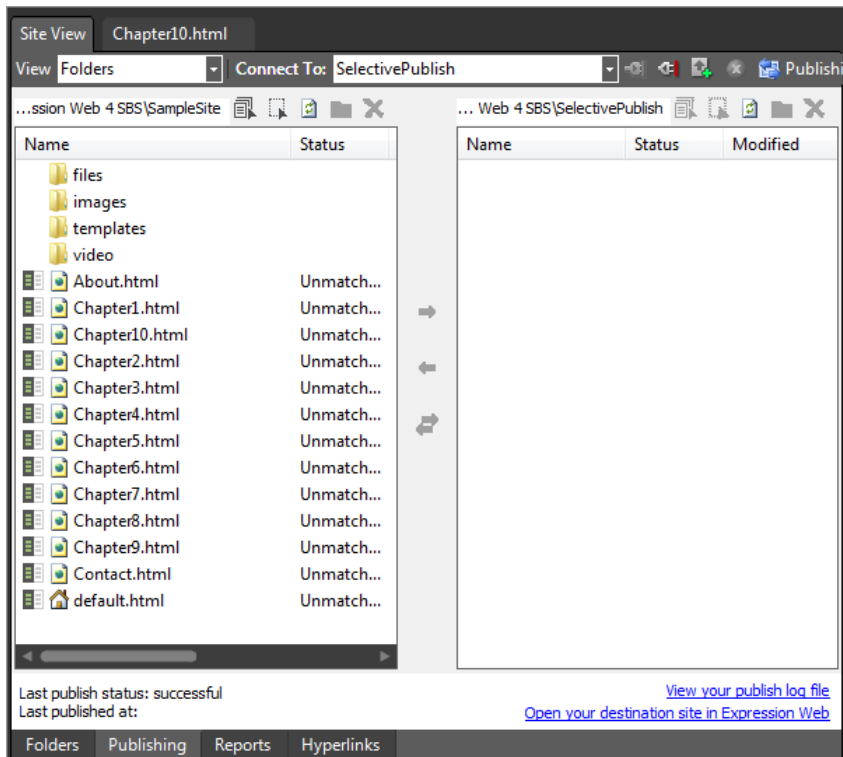 Site View Chapter10.html
View Folders Connect To: SelectivePublish Publishi
...ssion Web 4 SBS\SampleSite ... Web 4 SBS\SelectivePublish
Name Status Name Status Modified
files
images
templates
video
About.html Unmatch...
Chapter1.html Unmatch...
Chapter10.html Unmatch...
Chapter2.html Unmatch...
Chapter3.html Unmatch...
Chapter4.html Unmatch...
Chapter5.html Unmatch...
Chapter6.html Unmatch...
Chapter7.html Unmatch...
Chapter8.html Unmatch...
Chapter9.html Unmatch...
Contact.html Unmatch...
default.html Unmatch...
Last publish status: successful View your publish log file
Last published at: Open your destination site in Expression Web
Folders Publishing Reports Hyperlinks